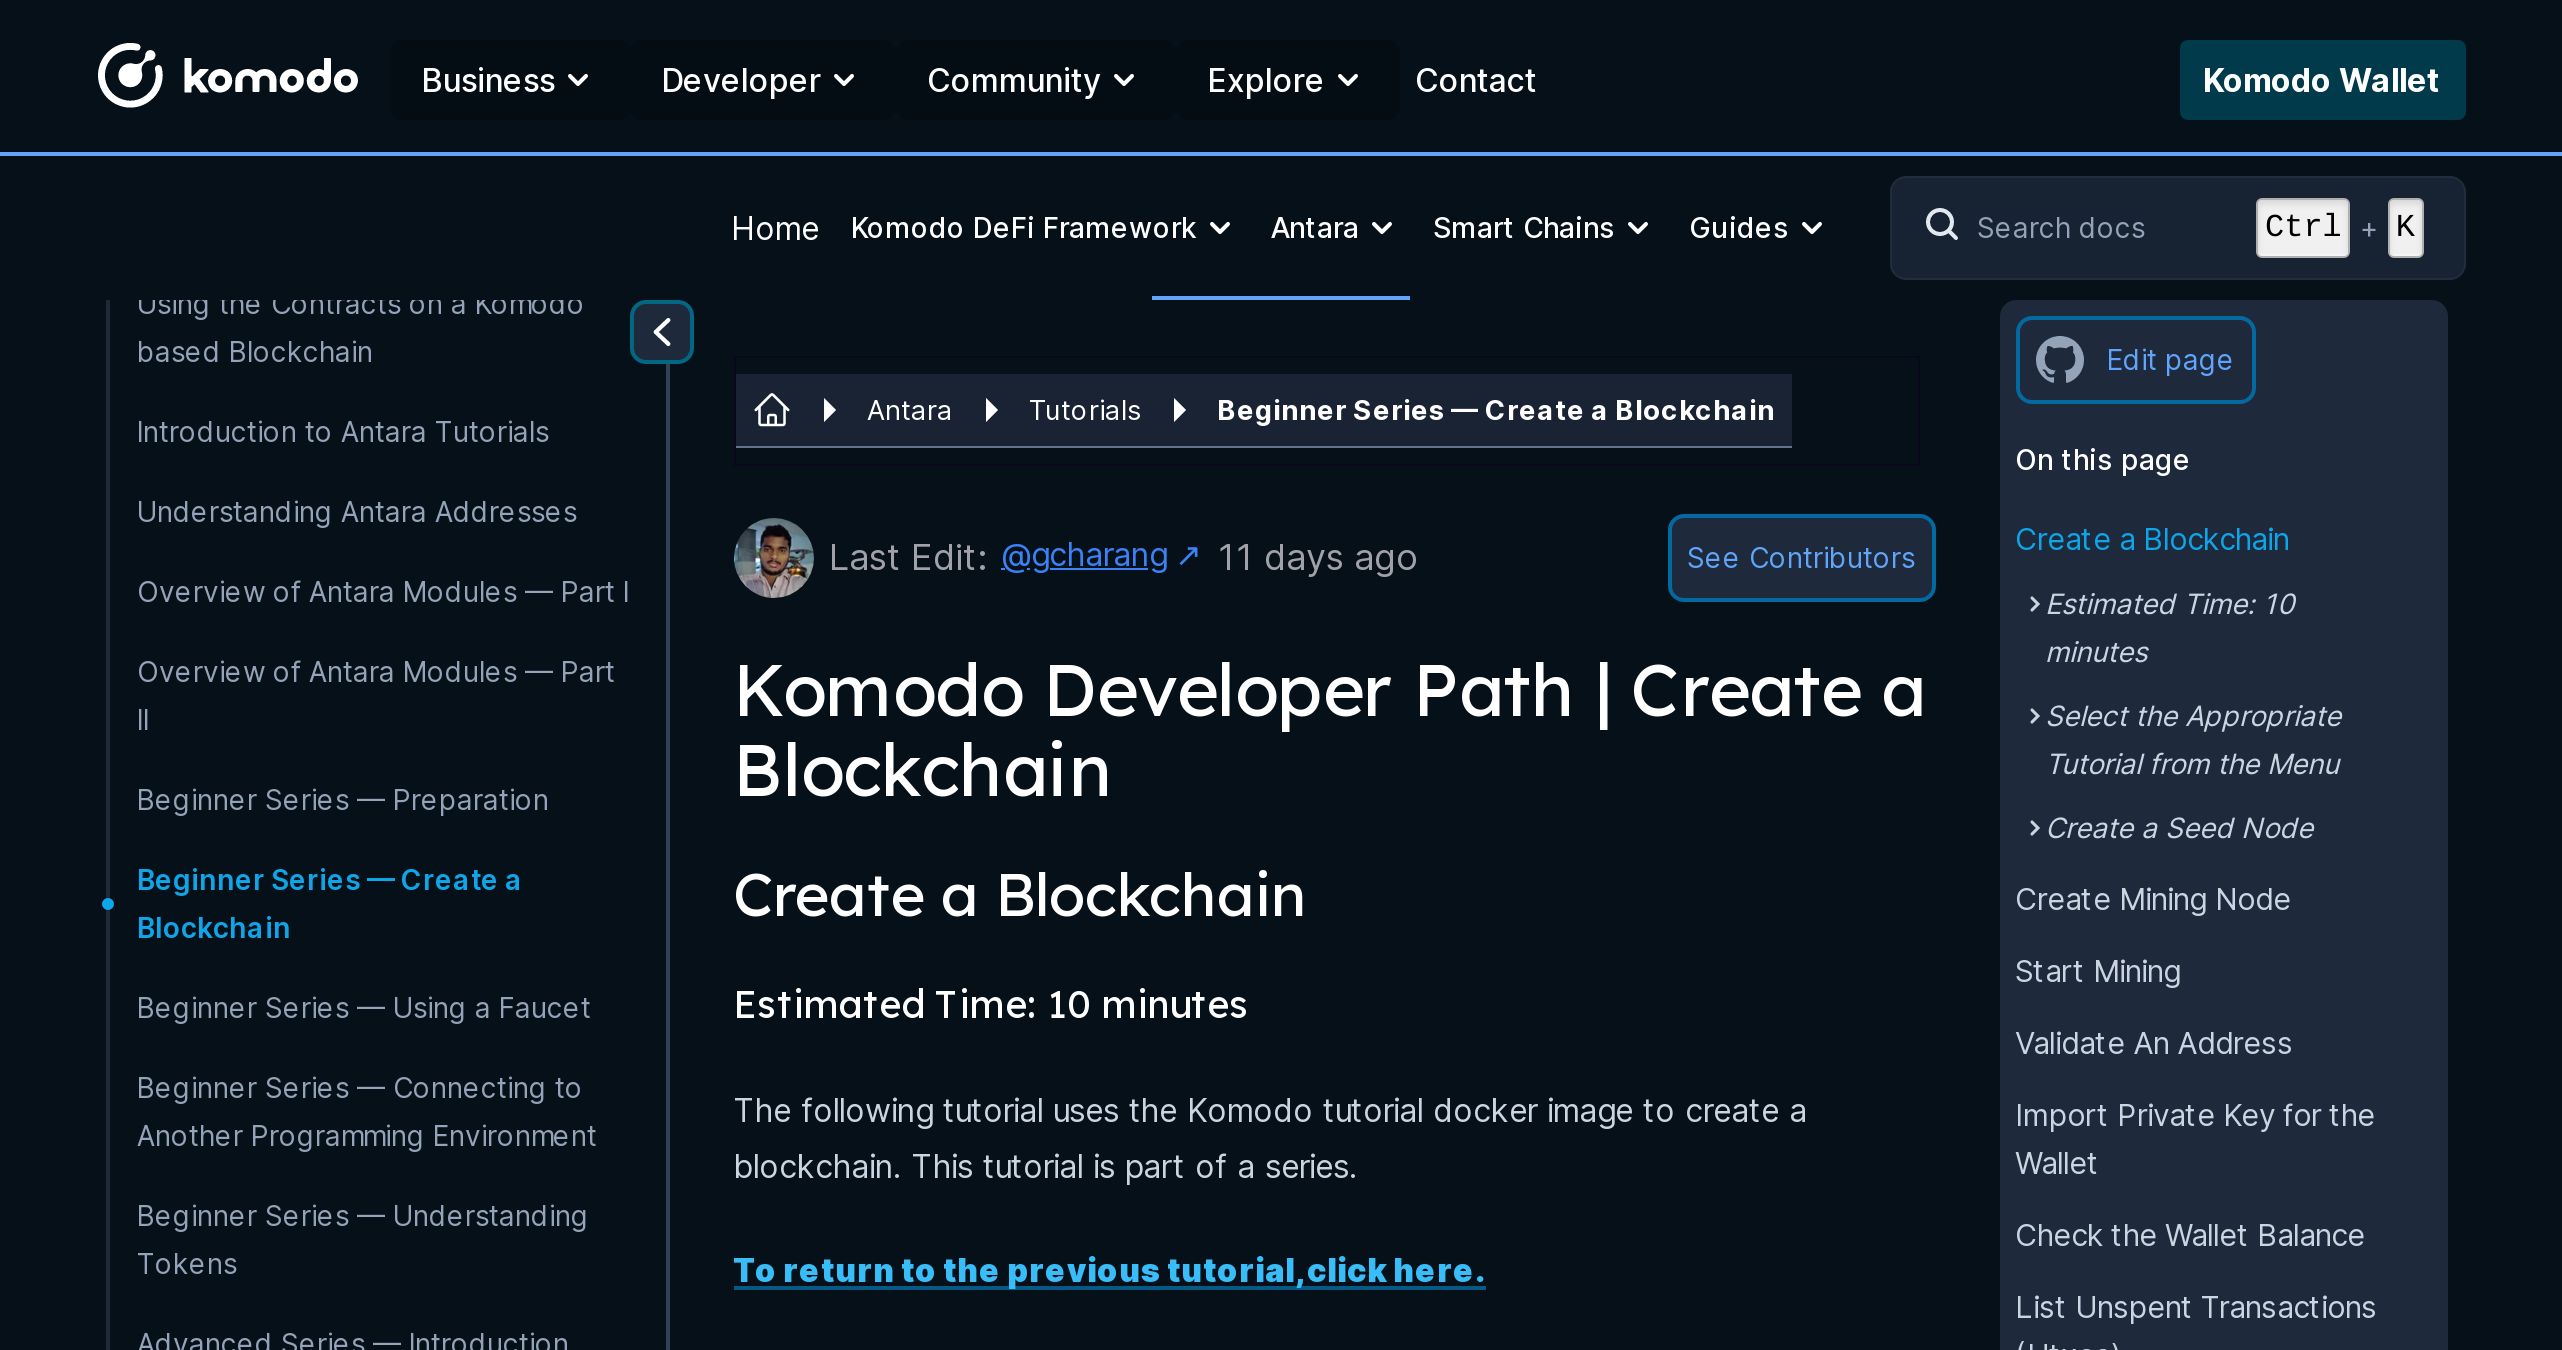 komodo
Business
Developer
Community
Explore
Contact
Komodo Wallet
Home
Komodo DeFi Framework
Antara
Smart Chains
Guides
Search docs
Ctrl + K
Using the Contracts on a Komodo
based Blockchain
Introduction to Antara Tutorials
Understanding Antara Addresses
Overview of Antara Modules — Part I
Overview of Antara Modules — Part
II
Beginner Series — Preparation
Beginner Series — Create a
Blockchain
Beginner Series — Using a Faucet
Beginner Series — Connecting to
Another Programming Environment
Beginner Series — Understanding
Tokens
Advanced Series — Introduction
Antara
Tutorials
Beginner Series — Create a Blockchain
Last Edit: @gcharang ↗ 11 days ago
See Contributors
Komodo Developer Path | Create a
Blockchain
Create a Blockchain
Estimated Time: 10 minutes
The following tutorial uses the Komodo tutorial docker image to create a
blockchain. This tutorial is part of a series.
To return to the previous tutorial,click here.
Edit page
On this page
Create a Blockchain
Estimated Time: 10
minutes
Select the Appropriate
Tutorial from the Menu
Create a Seed Node
Create Mining Node
Start Mining
Validate An Address
Import Private Key for the
Wallet
Check the Wallet Balance
List Unspent Transactions